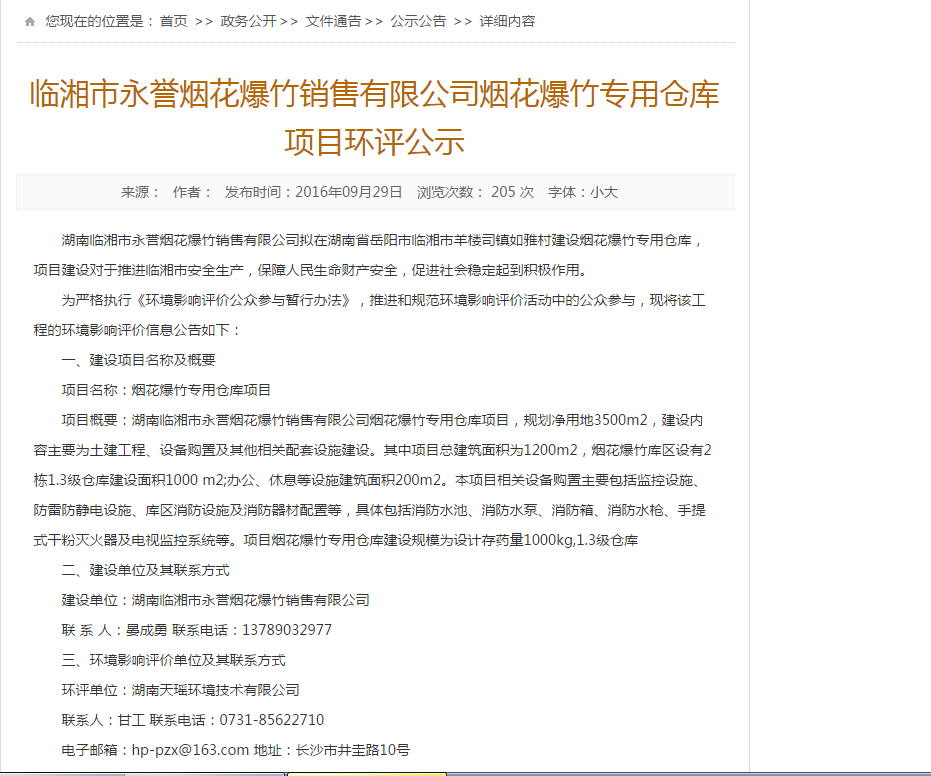 您现在的位置是： 首页 >> 政务公开>> 文件通告>> 公示公告 >> 详细内容
临湘市永誉烟花爆竹销售有限公司烟花爆竹专用仓库
项目环评公示
来源： 作者： 发布时间：2016年09月29日 浏览次数： 205 次 字体：小大
湖南临湘市永誉烟花爆竹销售有限公司拟在湖南省岳阳市临湘市羊楼司镇如雅村建设烟花爆竹专用仓库，
项目建设对于推进临湘市安全生产，保障人民生命财产安全，促进社会稳定起到积极作用。
为严格执行《环境影响评价公众参与暂行办法》，推进和规范环境影响评价活动中的公众参与，现将该工
程的环境影响评价信息公告如下：
一、建设项目名称及概要
项目名称：烟花爆竹专用仓库项目
项目概要：湖南临湘市永誉烟花爆竹销售有限公司烟花爆竹专用仓库项目，规划净用地3500m2，建设内
容主要为土建工程、设备购置及其他相关配套设施建设。其中项目总建筑面积为1200m2，烟花爆竹库区设有2
栋1.3级仓库建设面积1000 m2;办公、休息等设施建筑面积200m2。本项目相关设备购置主要包括监控设施、
防雷防静电设施、库区消防设施及消防器材配置等，具体包括消防水池、消防水泵、消防箱、消防水枪、手提
式干粉灭火器及电视监控系统等。项目烟花爆竹专用仓库建设规模为设计存药量1000kg,1.3级仓库
二、建设单位及其联系方式
建设单位：湖南临湘市永誉烟花爆竹销售有限公司
联 系 人：晏成勇 联系电话：13789032977
三、环境影响评价单位及其联系方式
环评单位：湖南天瑶环境技术有限公司
联系人：甘工 联系电话：0731-85622710
电子邮箱：hp-pzx@163.com 地址：长沙市井圭路10号